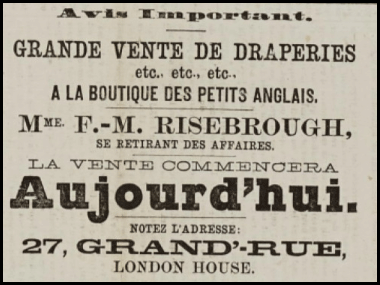 Avis Important.
GRANDE VENTE DE DRAPERIES
etc., etc., etc.,
A LA BOUTIQUE DES PETITS ANGLAIS.
MME. F.-M. RISEBROUGH,
SE RETIRANT DES AFFAIRES.
LA VENTE COMMENCERA
Aujourd'hui.
NOTEZ L'ADRESSE:
27, GRAND'-RUE,
LONDON HOUSE.